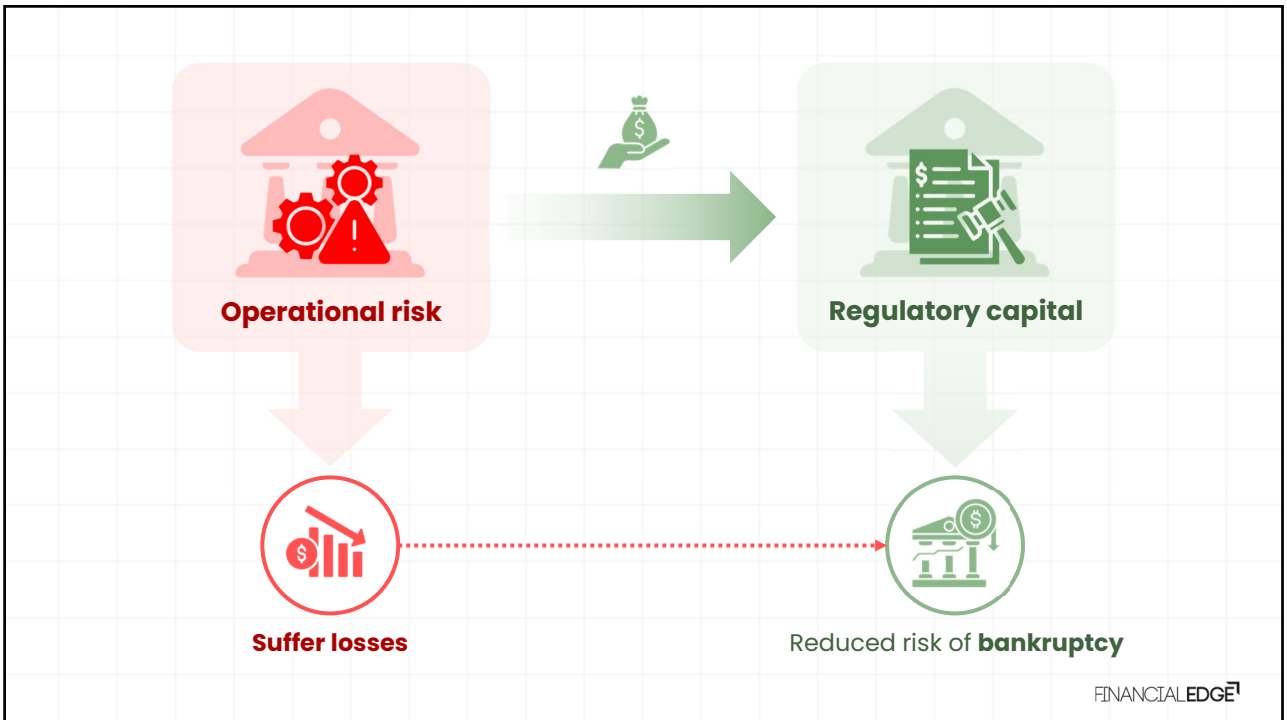 $
$
Operational risk
Regulatory capital
$
$
Suffer losses
Reduced risk of bankruptcy
FINANCIALEDGE